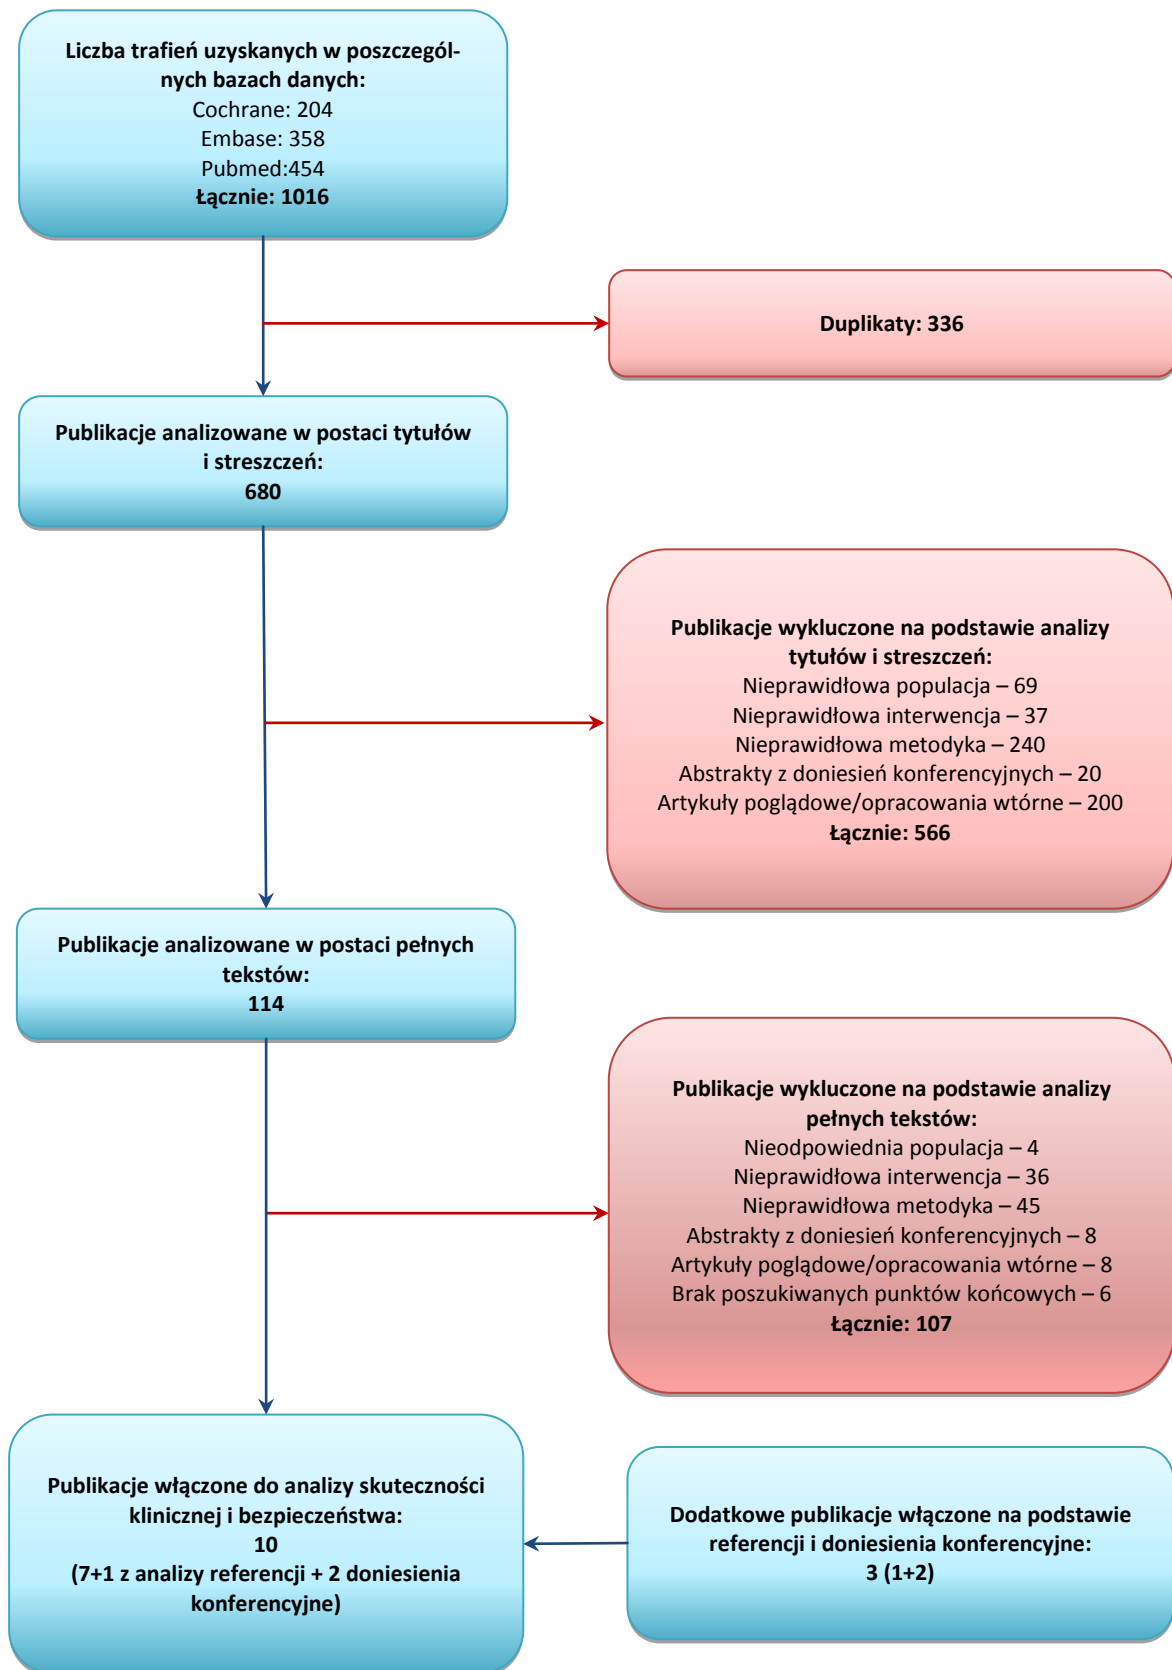 Liczba trafień uzyskanych w poszczegól-
nych bazach danych:
Cochrane: 204
Embase: 358
Pubmed:454
Łącznie: 1016
Duplikaty: 336
Publikacje analizowane w postaci tytułów
i streszczeń:
680
Publikacje wykluczone na podstawie analizy
tytułów i streszczeń:
Nieprawidłowa populacja – 69
Nieprawidłowa interwencja – 37
Nieprawidłowa metodyka – 240
Abstrakty z doniesień konferencyjnych – 20
Artykuły poglądowe/opracowania wtórne – 200
Łącznie: 566
Publikacje analizowane w postaci pełnych
tekstów:
114
Publikacje wykluczone na podstawie analizy
pełnych tekstów:
Nieodpowiednia populacja – 4
Nieprawidłowa interwencja – 36
Nieprawidłowa metodyka – 45
Abstrakty z doniesień konferencyjnych – 8
Artykuły poglądowe/opracowania wtórne – 8
Brak poszukiwanych punktów końcowych – 6
Łącznie: 107
Publikacje włączone do analizy skuteczności
klinicznej i bezpieczeństwa:
10
(7+1 z analizy referencji + 2 doniesienia
konferencyjne)
Dodatkowe publikacje włączone na podstawie
referencji i doniesienia konferencyjne:
3 (1+2)